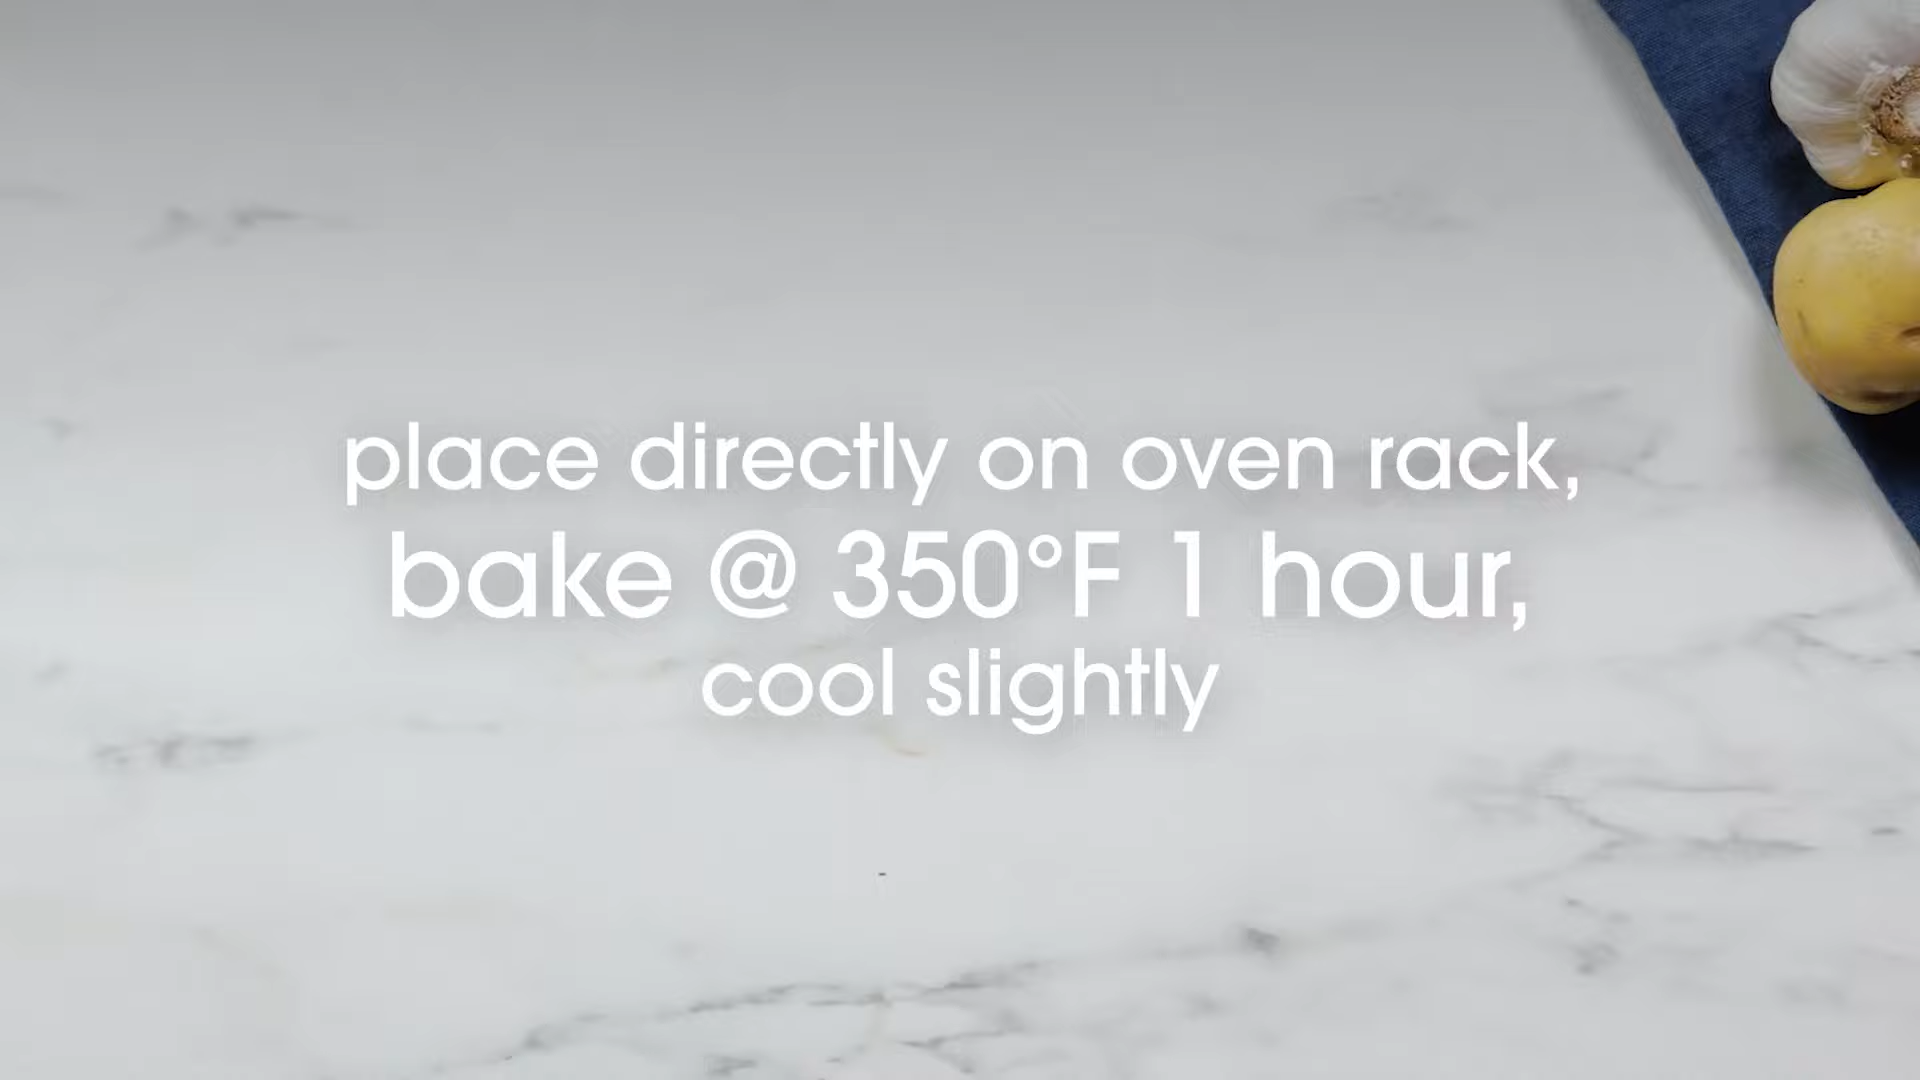 place directly on oven rack,
bake @ 350°F 1 hour,
cool slightly